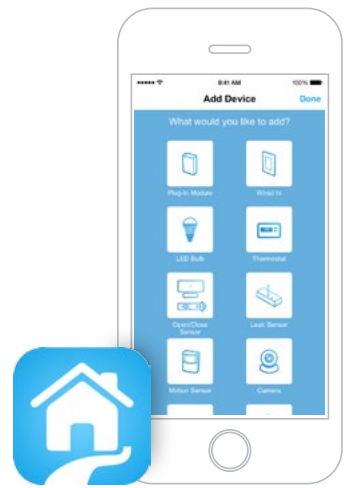 9:41 AM 100%
Add Device Done
What would you like to add?
Plug-In Module Wired In
LED Bulb Thermostat
Open/Close Leak Sensor
Sensor
Motion Sensor Camera